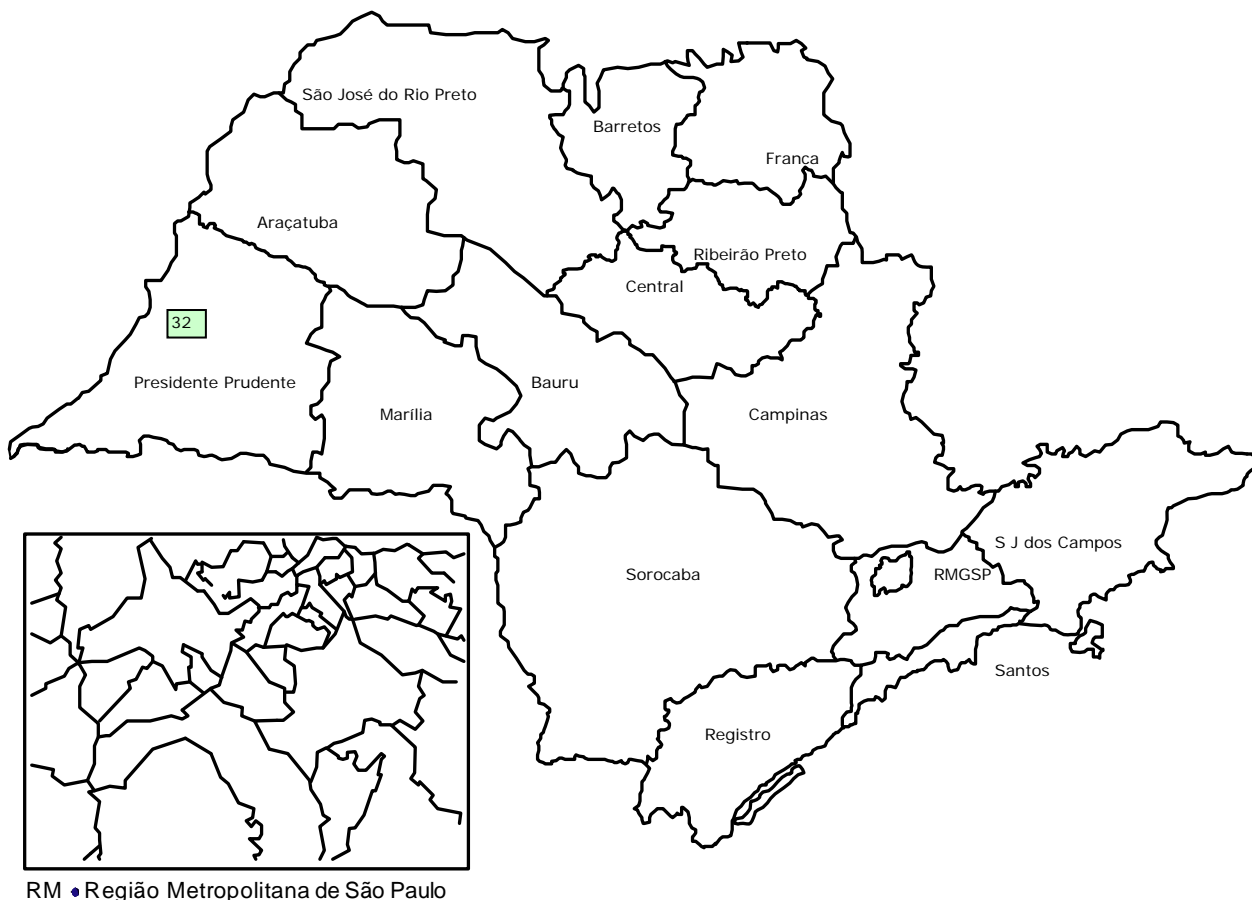 São José do Rio Preto
Barretos
Franca
Araçatuba
Ribeirão Preto
Central
32
Presidente Prudente
Bauru
Marília
Campinas
S J dos Campos
Sorocaba
RMGSP
Santos
Registro
RM • Região Metropolitana de São Paulo